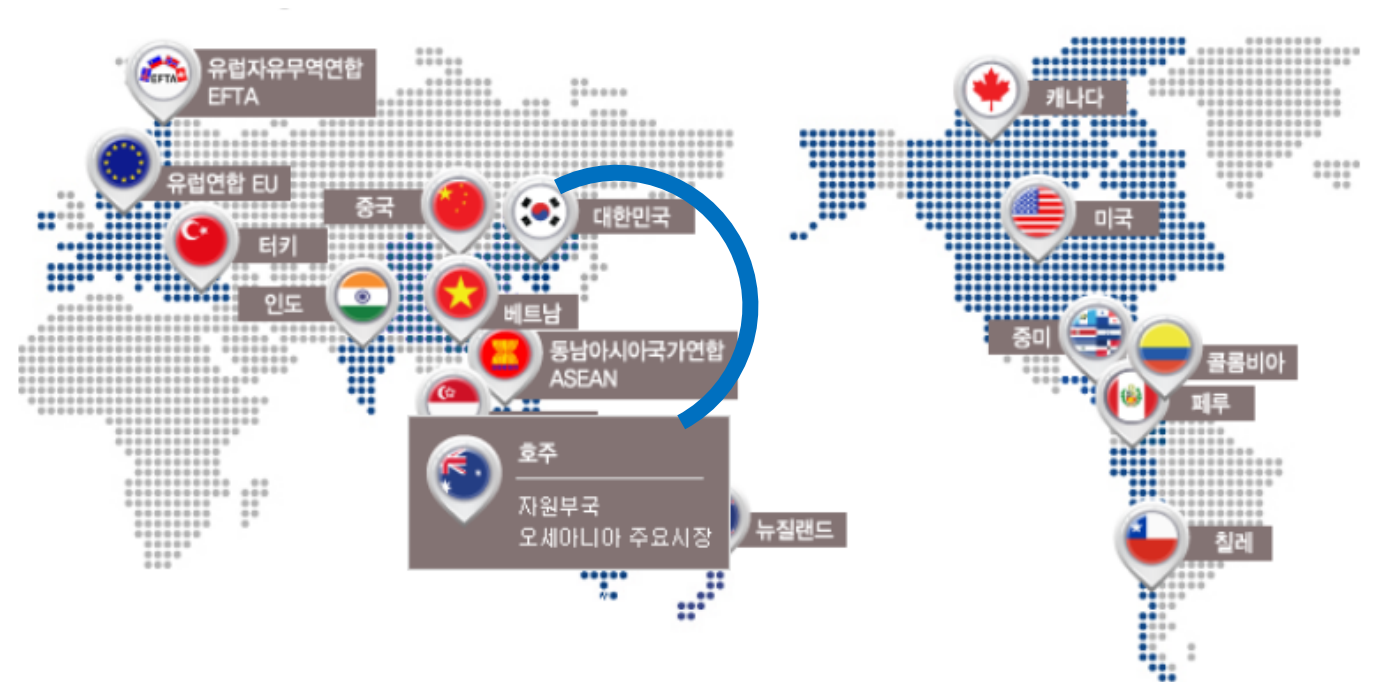 유럽자유무역연합
EFTA
EFTA
유럽연합 EU
터키
중국
대한민국
인도
베트남
동남아시아국가연합
ASEAN
호주
자원부국
오세아니아 주요시장
뉴질랜드
캐나다
미국
중미
콜롬비아
페루
칠레